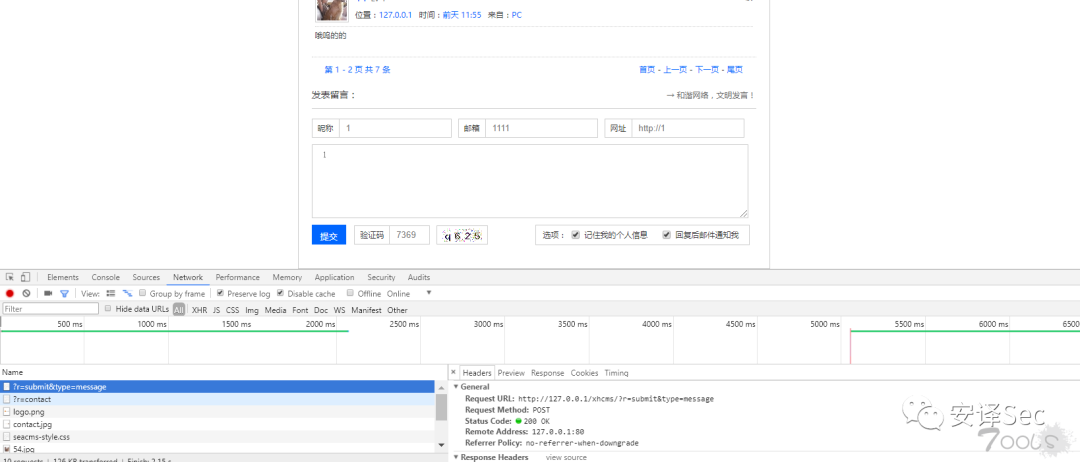 位置：127.0.0.1 时间：前天 11:55 来自：PC
哦呜的的
第 1 - 2 页 共 7 条 首页 - 上一页 - 下一页 - 尾页
发表留言： → 和谐网络，文明发言！
昵称 1 邮箱 1111 网址 http://1
1
提交 验证码 7369 q625 选项： 记住我的个人信息 回复后邮件通知我
Elements Console Sources Network Performance Memory Application Security Audits
View: Group by frame Preserve log Disable cache Offline Online
Filter Hide data URLs All XHR JS CSS Img Media Font Doc WS Manifest Other
500 ms 1000 ms 1500 ms 2000 ms 2500 ms 3000 ms 3500 ms 4000 ms 4500 ms 5000 ms 5500 ms 6000 ms 6500
Name × Headers Preview Response Cookies Timing
?r=submit&type=message
?r=contact
logo.png
contact.jpg
seacms-style.css
54.jpg
10 requests 126 KB transferred Finish: 2.15 s
General
Request URL: http://127.0.0.1/xhcms/?r=submit&type=message
Request Method: POST
Status Code: 200 OK
Remote Address: 127.0.0.1:80
Referrer Policy: no-referrer-when-downgrade
Response Headers view source
安译Sec
7ools